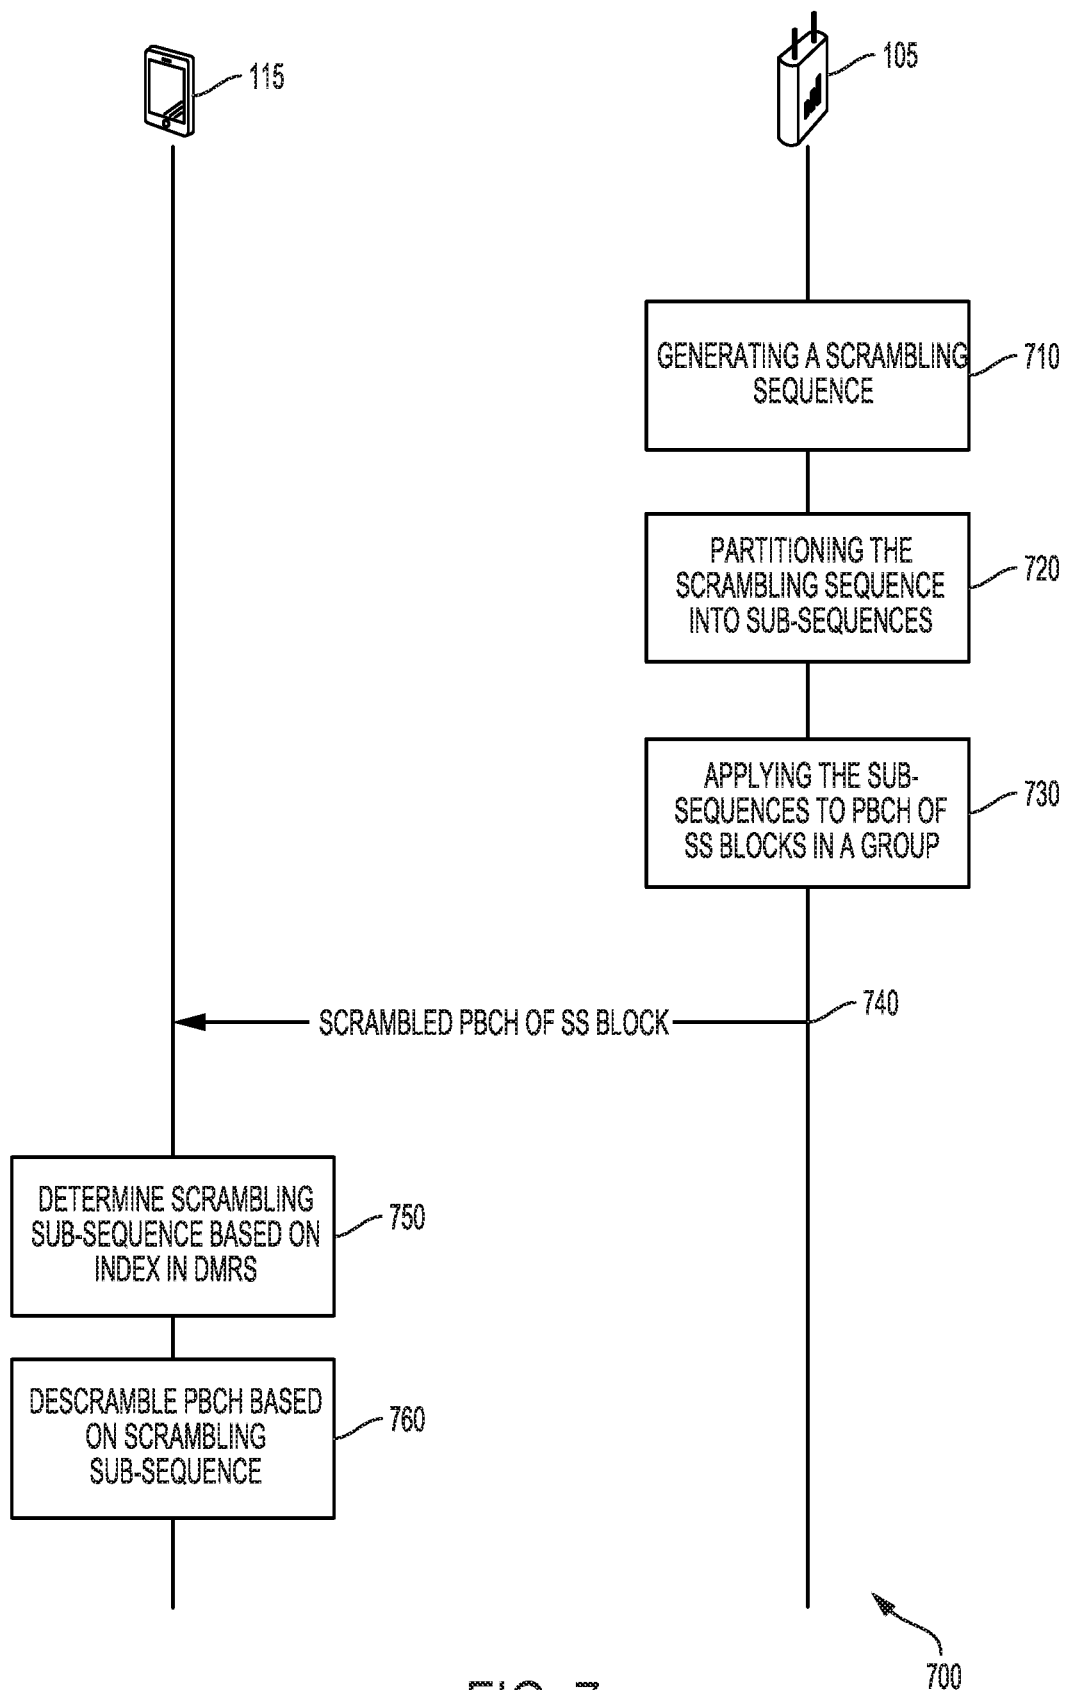 115
105
GENERATING A SCRAMBLING
SEQUENCE
710
PARTITIONING THE
SCRAMBLING SEQUENCE
INTO SUB-SEQUENCES
720
APPLYING THE SUB-
SEQUENCES TO PBCH OF
SS BLOCKS IN A GROUP
730
740
SCRAMBLED PBCH OF SS BLOCK
DETERMINE SCRAMBLING
SUB-SEQUENCE BASED ON
INDEX IN DMRS
750
DESCRAMBLE PBCH BASED
ON SCRAMBLING
SUB-SEQUENCE
760
700